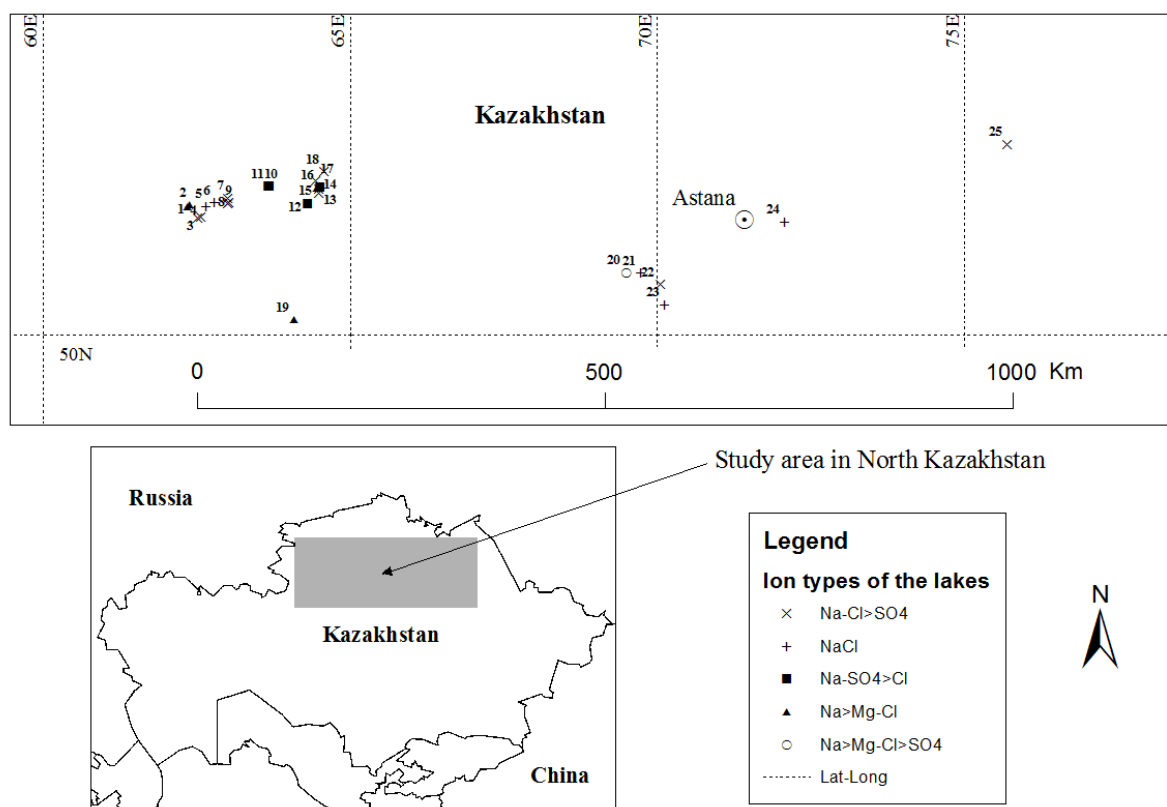 60E
65E
70E
75E
Kazakhstan
25
18
17
16
11 10
14
15
7
13
2
5
6
9
8
12
1
3
Astana
24
20
21
22
23
19
50N
0
500
1000 Km
Study area in North Kazakhstan
Russia
Kazakhstan
China
Legend
Ion types of the lakes
Na-Cl>SO4
NaCl
Na-SO4>Cl
Na>Mg-Cl
Na>Mg-Cl>SO4
Lat-Long
N